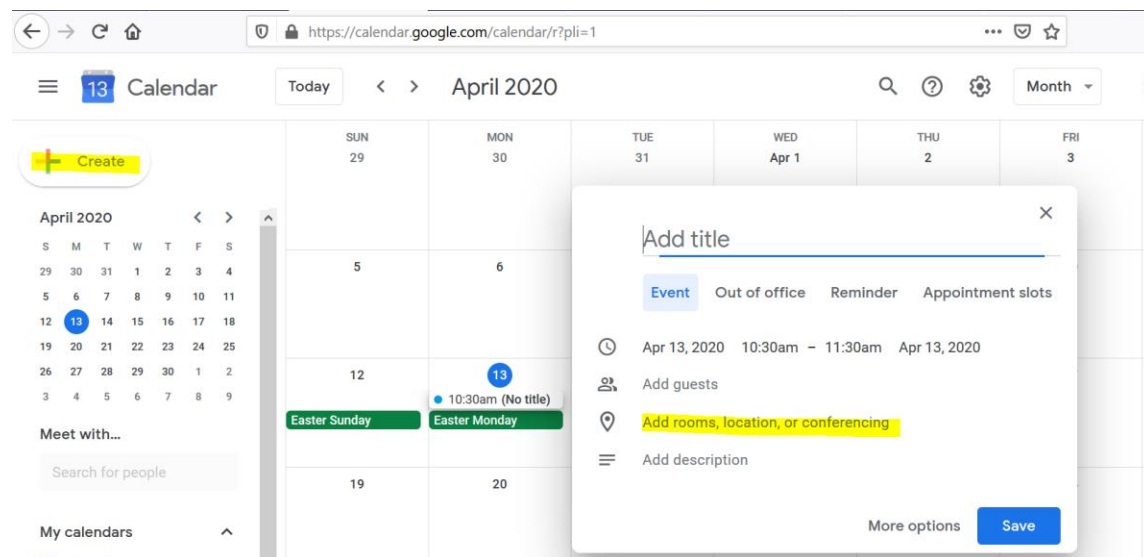 https://calendar.google.com/calendar/r?pli=1
13 Calendar Today April 2020 Month
Create
SUN MON TUE WED THU FRI
29 30 31 Apr 1 2 3
April 2020
S M T W T F S
29 30 31 1 2 3 4
5 6 7 8 9 10 11
12 13 14 15 16 17 18
19 20 21 22 23 24 25
26 27 28 29 30 1 2
3 4 5 6 7 8 9
Meet with...
Search for people
My calendars
5 6
12 13
10:30am (No title)
Easter Sunday Easter Monday
19 20
Add title
Event Out of office Reminder Appointment slots
Apr 13, 2020 10:30am – 11:30am Apr 13, 2020
Add guests
Add rooms, location, or conferencing
Add description
More options Save